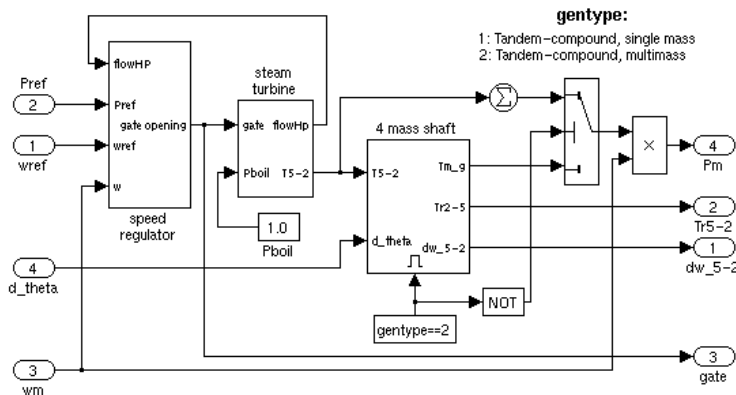 gentype:
1: Tandem-compound, single mass
2: Tandem-compound, multimass
flowHP
Pref
gate opening
wref
w
speed
regulator
Pref
2
1
wref
4
d_theta
3
wm
steam
turbine
gate
flowHp
Pboil
T5-2
1.0
Pboil
4 mass shaft
T5-2
Tm_g
Tr2-5
d_theta
dw_5-2
gentype==2
NOT
Σ
×
4
Pm
2
Tr5-2
1
dw_5-2
3
gate